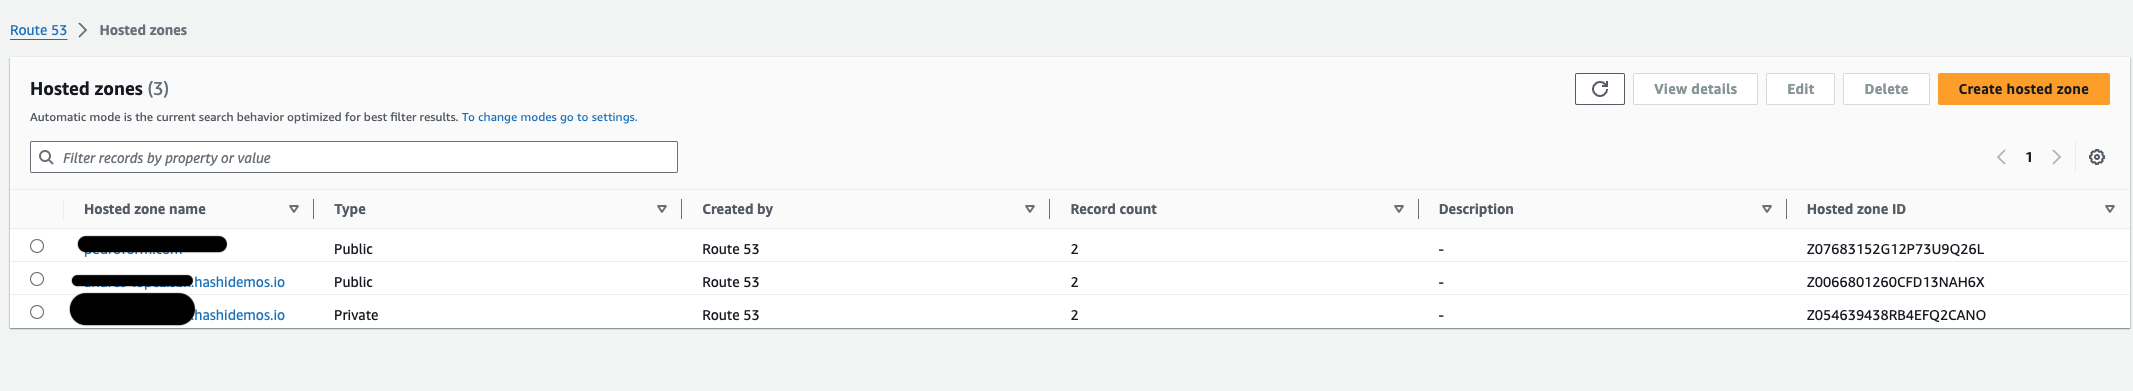 Route 53 > Hosted zones
Hosted zones (3)
View details Edit Delete Create hosted zone
Automatic mode is the current search behavior optimized for best filter results. To change modes go to settings.
Filter records by property or value
1
Hosted zone name Type Created by Record count Description Hosted zone ID
Public Route 53 2 - Z07683152G12P73U9Q26L
.hashidemos.io Public Route 53 2 - Z0066801260CFD13NAH6X
.hashidemos.io Private Route 53 2 - Z054639438RB4EFQ2CANO